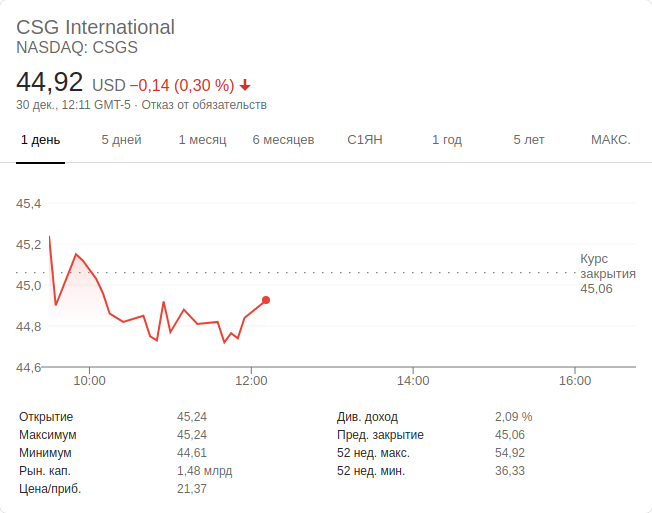 CSG International
NASDAQ: CSGS
44,92 USD −0,14 (0,30 %)
30 дек., 12:11 GMT-5 · Отказ от обязательств
1 день 5 дней 1 месяц 6 месяцев С1ЯН 1 год 5 лет МАКС.
45,4
45,2
45,0
44,8
44,6
Курс
закрытия
45,06
10:00 12:00 14:00 16:00
Открытие 45,24 Див. доход 2,09 %
Максимум 45,24 Пред. закрытие 45,06
Минимум 44,61 52 нед. макс. 54,92
Рын. кап. 1,48 млрд 52 нед. мин. 36,33
Цена/приб. 21,37